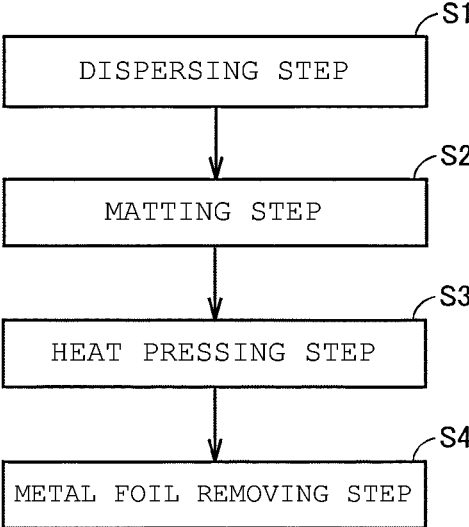 S1
DISPERSING STEP
S2
MATTING STEP
S3
HEAT PRESSING STEP
S4
METAL FOIL REMOVING STEP